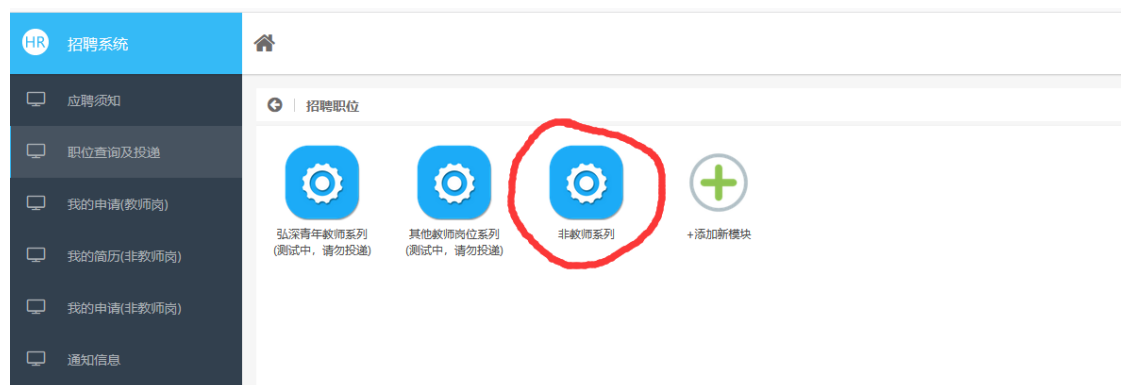 HR 招聘系统
应聘须知
职位查询及投递
我的申请(教师岗)
我的简历(非教师岗)
我的申请(非教师岗)
通知信息
招聘职位
弘深青年教师系列
(测试中，请勿投递)
其他教师岗位系列
(测试中，请勿投递)
非教师系列
+添加新模块